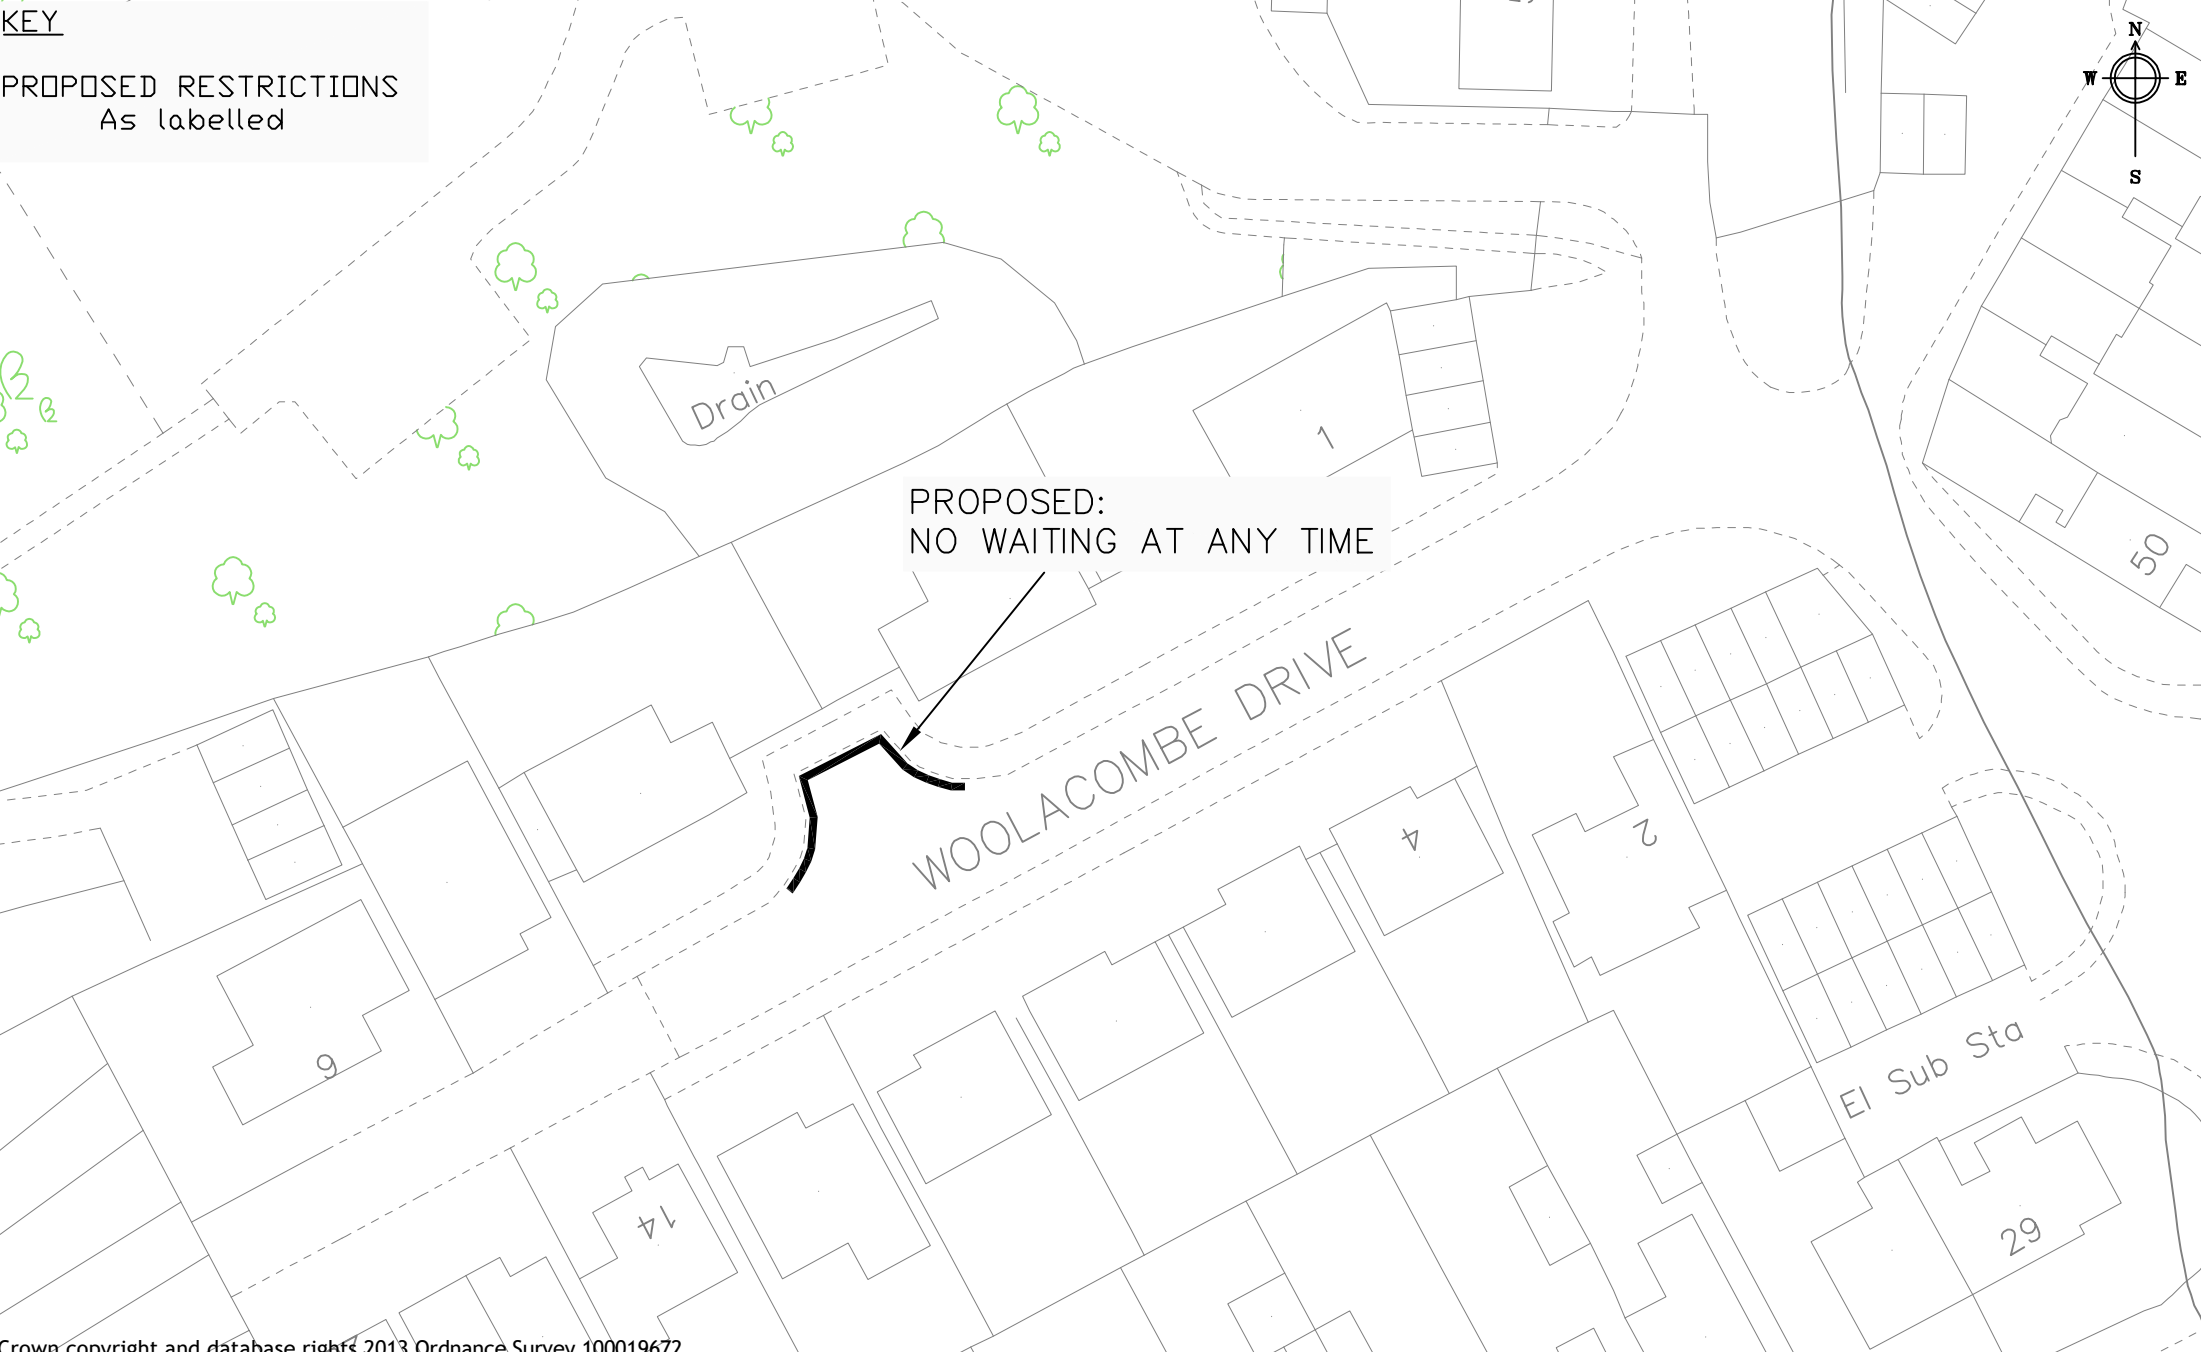 KEY
PROPOSED RESTRICTIONS
As labelled
N
W E
S
Drain
1
PROPOSED:
NO WAITING AT ANY TIME
50
WOOLACOMBE DRIVE
2
4
El Sub Sta
9
14
29
Crown copyright and database rights 2013 Ordnance Survey 100019672